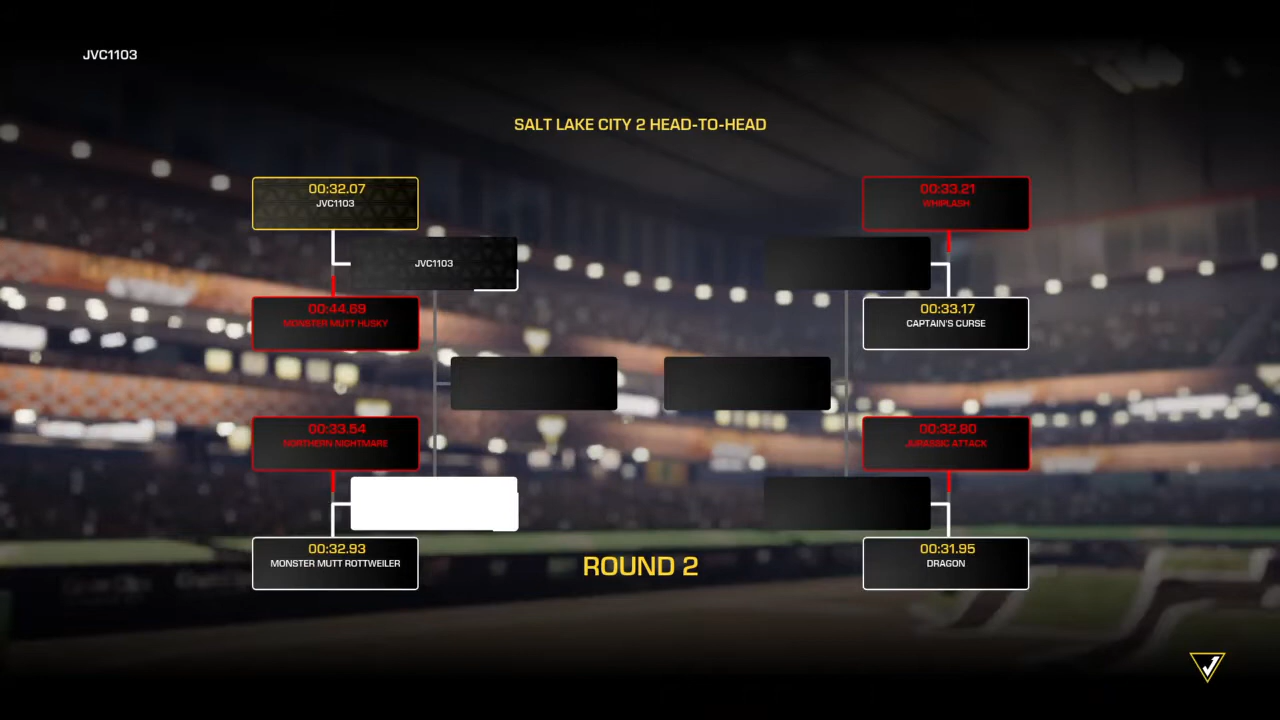 JVC1103
SALT LAKE CITY 2 HEAD-TO-HEAD
00:32.07
JVC1103
00:33.21
WHIPLASH
JVC1103
00:44.69
MONSTER MUTT HUSKY
00:33.17
CAPTAIN'S CURSE
00:33.54
NORTHERN NIGHTMARE
00:32.80
JURASSIC ATTACK
00:32.93
MONSTER MUTT ROTTWEILER
ROUND 2
00:31.95
DRAGON